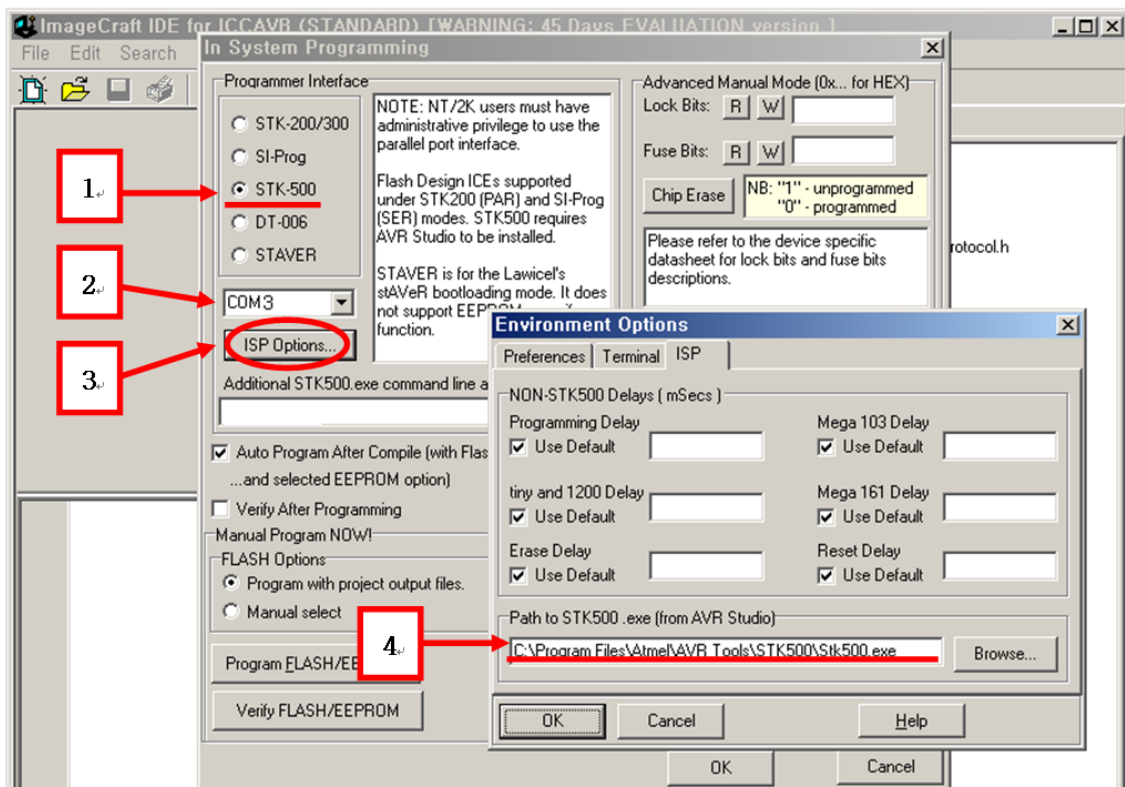 ImageCraft IDE for ICCAVR (STANDARD) [WARNING: 45 Days EVALUATION version ]
File Edit Search
In System Programming
Programmer Interface
STK-200/300
SI-Prog
STK-500
DT-006
STAVER
COM3
ISP Options...
NOTE: NT/2K users must have
administrative privilege to use the
parallel port interface.
Flash Design ICEs supported
under STK200 (PAR) and SI-Prog
(SER) modes. STK500 requires
AVR Studio to be installed.
STAVER is for the Lawicel's
stAVeR bootloading mode. It does
not support
function.
Additional STK500.exe command line
Auto Program After Compile (with
...and selected EEPROM option)
Verify After Programming
Manual Program NOW!
FLASH Options
Program with project output files.
Manual select
Program FLASH/
Verify FLASH/EEPROM
Advanced Manual Mode (0x... for HEX)
Lock Bits: R W
Fuse Bits: R W
Chip Erase
NB: "1" - unprogrammed
"0" - programmed
Please refer to the device specific
datasheet for lock bits and fuse bits
descriptions.
rotocol.h
Environment Options
Preferences Terminal ISP
NON-STK500 Delays ( mSecs )
Programming Delay
Use Default
Mega 103 Delay
Use Default
tiny and 1200 Delay
Use Default
Mega 161 Delay
Use Default
Erase Delay
Use Default
Reset Delay
Use Default
Path to STK500 .exe (from AVR Studio)
C:\Program Files\Atmel\AVR Tools\STK500\Stk500.exe
Browse...
OK Cancel Help
OK Cancel
1
2
3
4